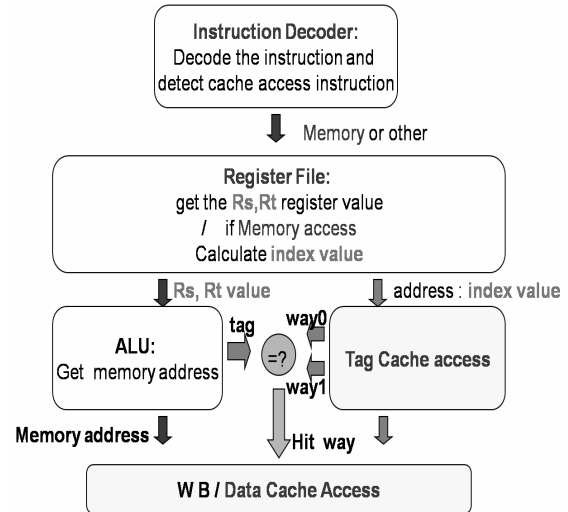 Instruction Decoder:
Decode the instruction and
detect cache access instruction
Memory or other
Register File:
get the Rs,Rt register value
/ if Memory access
Calculate index value
Rs, Rt value
address : index value
ALU:
Get memory address
tag
way0
=?
way1
Tag Cache access
Memory address
Hit way
W B / Data Cache Access